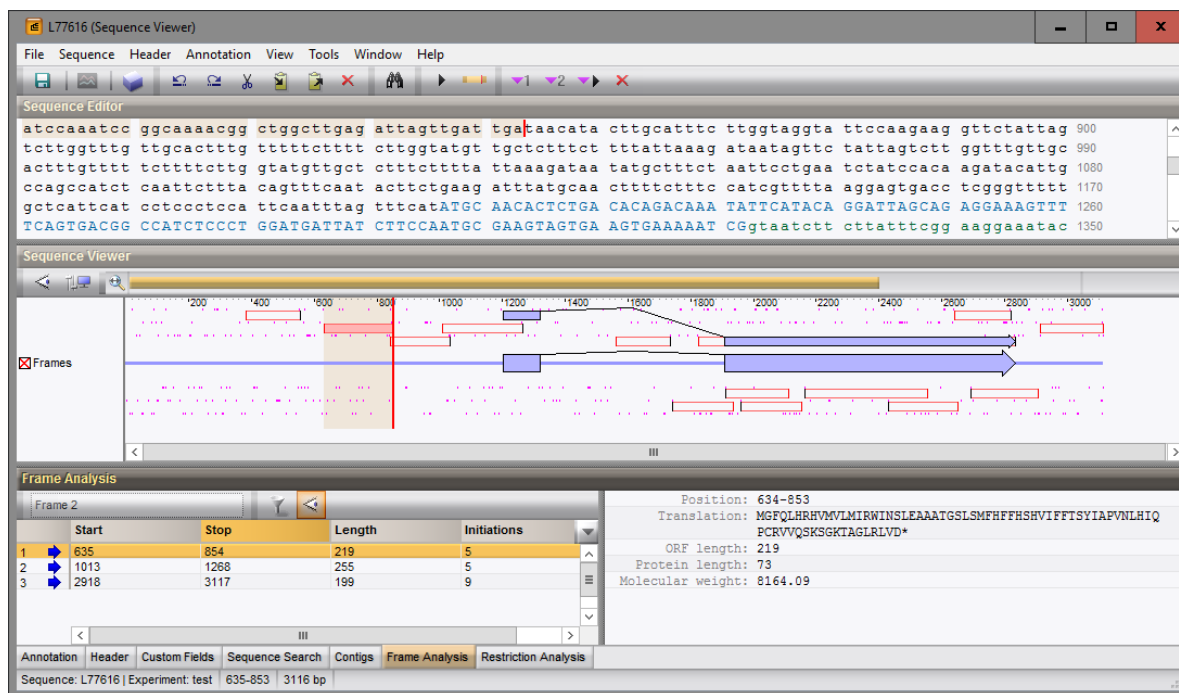 L77616 (Sequence Viewer)
File Sequence Header Annotation View Tools Window Help
1 2
Sequence Editor
atccaaatcc ggcaaaacgg ctggcttgag attagttgat tgataacata cttgcatttc ttggtaggta ttccaagaag gttctattag 900
tcttggtttg ttgcactttg tttttctttt cttggtatgt tgctctttct tttattaaag ataatagttc tattagtctt ggtttgttgc 990
actttgtttt tcttttcttg gtatgttgct ctttcttttta ttaaagataa tatgctttct aattcctgaa ctatccacaa agatacattg 1080
ccagccatct caattcttta cagtttcaat acttctgaag atttatgcaa cttttctttc catcgtttta aggagtgacc tcgggttttt 1170
gctcattcat cctccctcca ttcaatttag tttcatATGC AACACTCTGA CACAGACAAA TATTCATACA GGATTAGCAG AGGAAAGTTT 1260
TCAGTGACGG CCATCTCCCT GGATGATTAT CTTCCAATGC GAAGTAGTGA AGTGAAAAAT CGgtaatctt cttatttcgg aaggaaatac 1350
Sequence Viewer
'200 '400 '600 '800 '1000 '1200 '1400 '1600 '1800 '2000 '2200 '2400 '2600 '2800 '3000
Frames
Frame Analysis
Frame 2
Start Stop Length Initiations
1 635 854 219 5
2 1013 1268 255 5
3 2918 3117 199 9
Position: 634-853
Translation: MGFQLHRHVMVLMIRWINSLEAAATGSLSMFHFFHSHVIFFTSYIAPVNLHIQ
PCRVVQSKSGKTAGLRLVD*
ORF length: 219
Protein length: 73
Molecular weight: 8164.09
Annotation Header Custom Fields Sequence Search Contigs Frame Analysis Restriction Analysis
Sequence: L77616 | Experiment: test 635-853 3116 bp